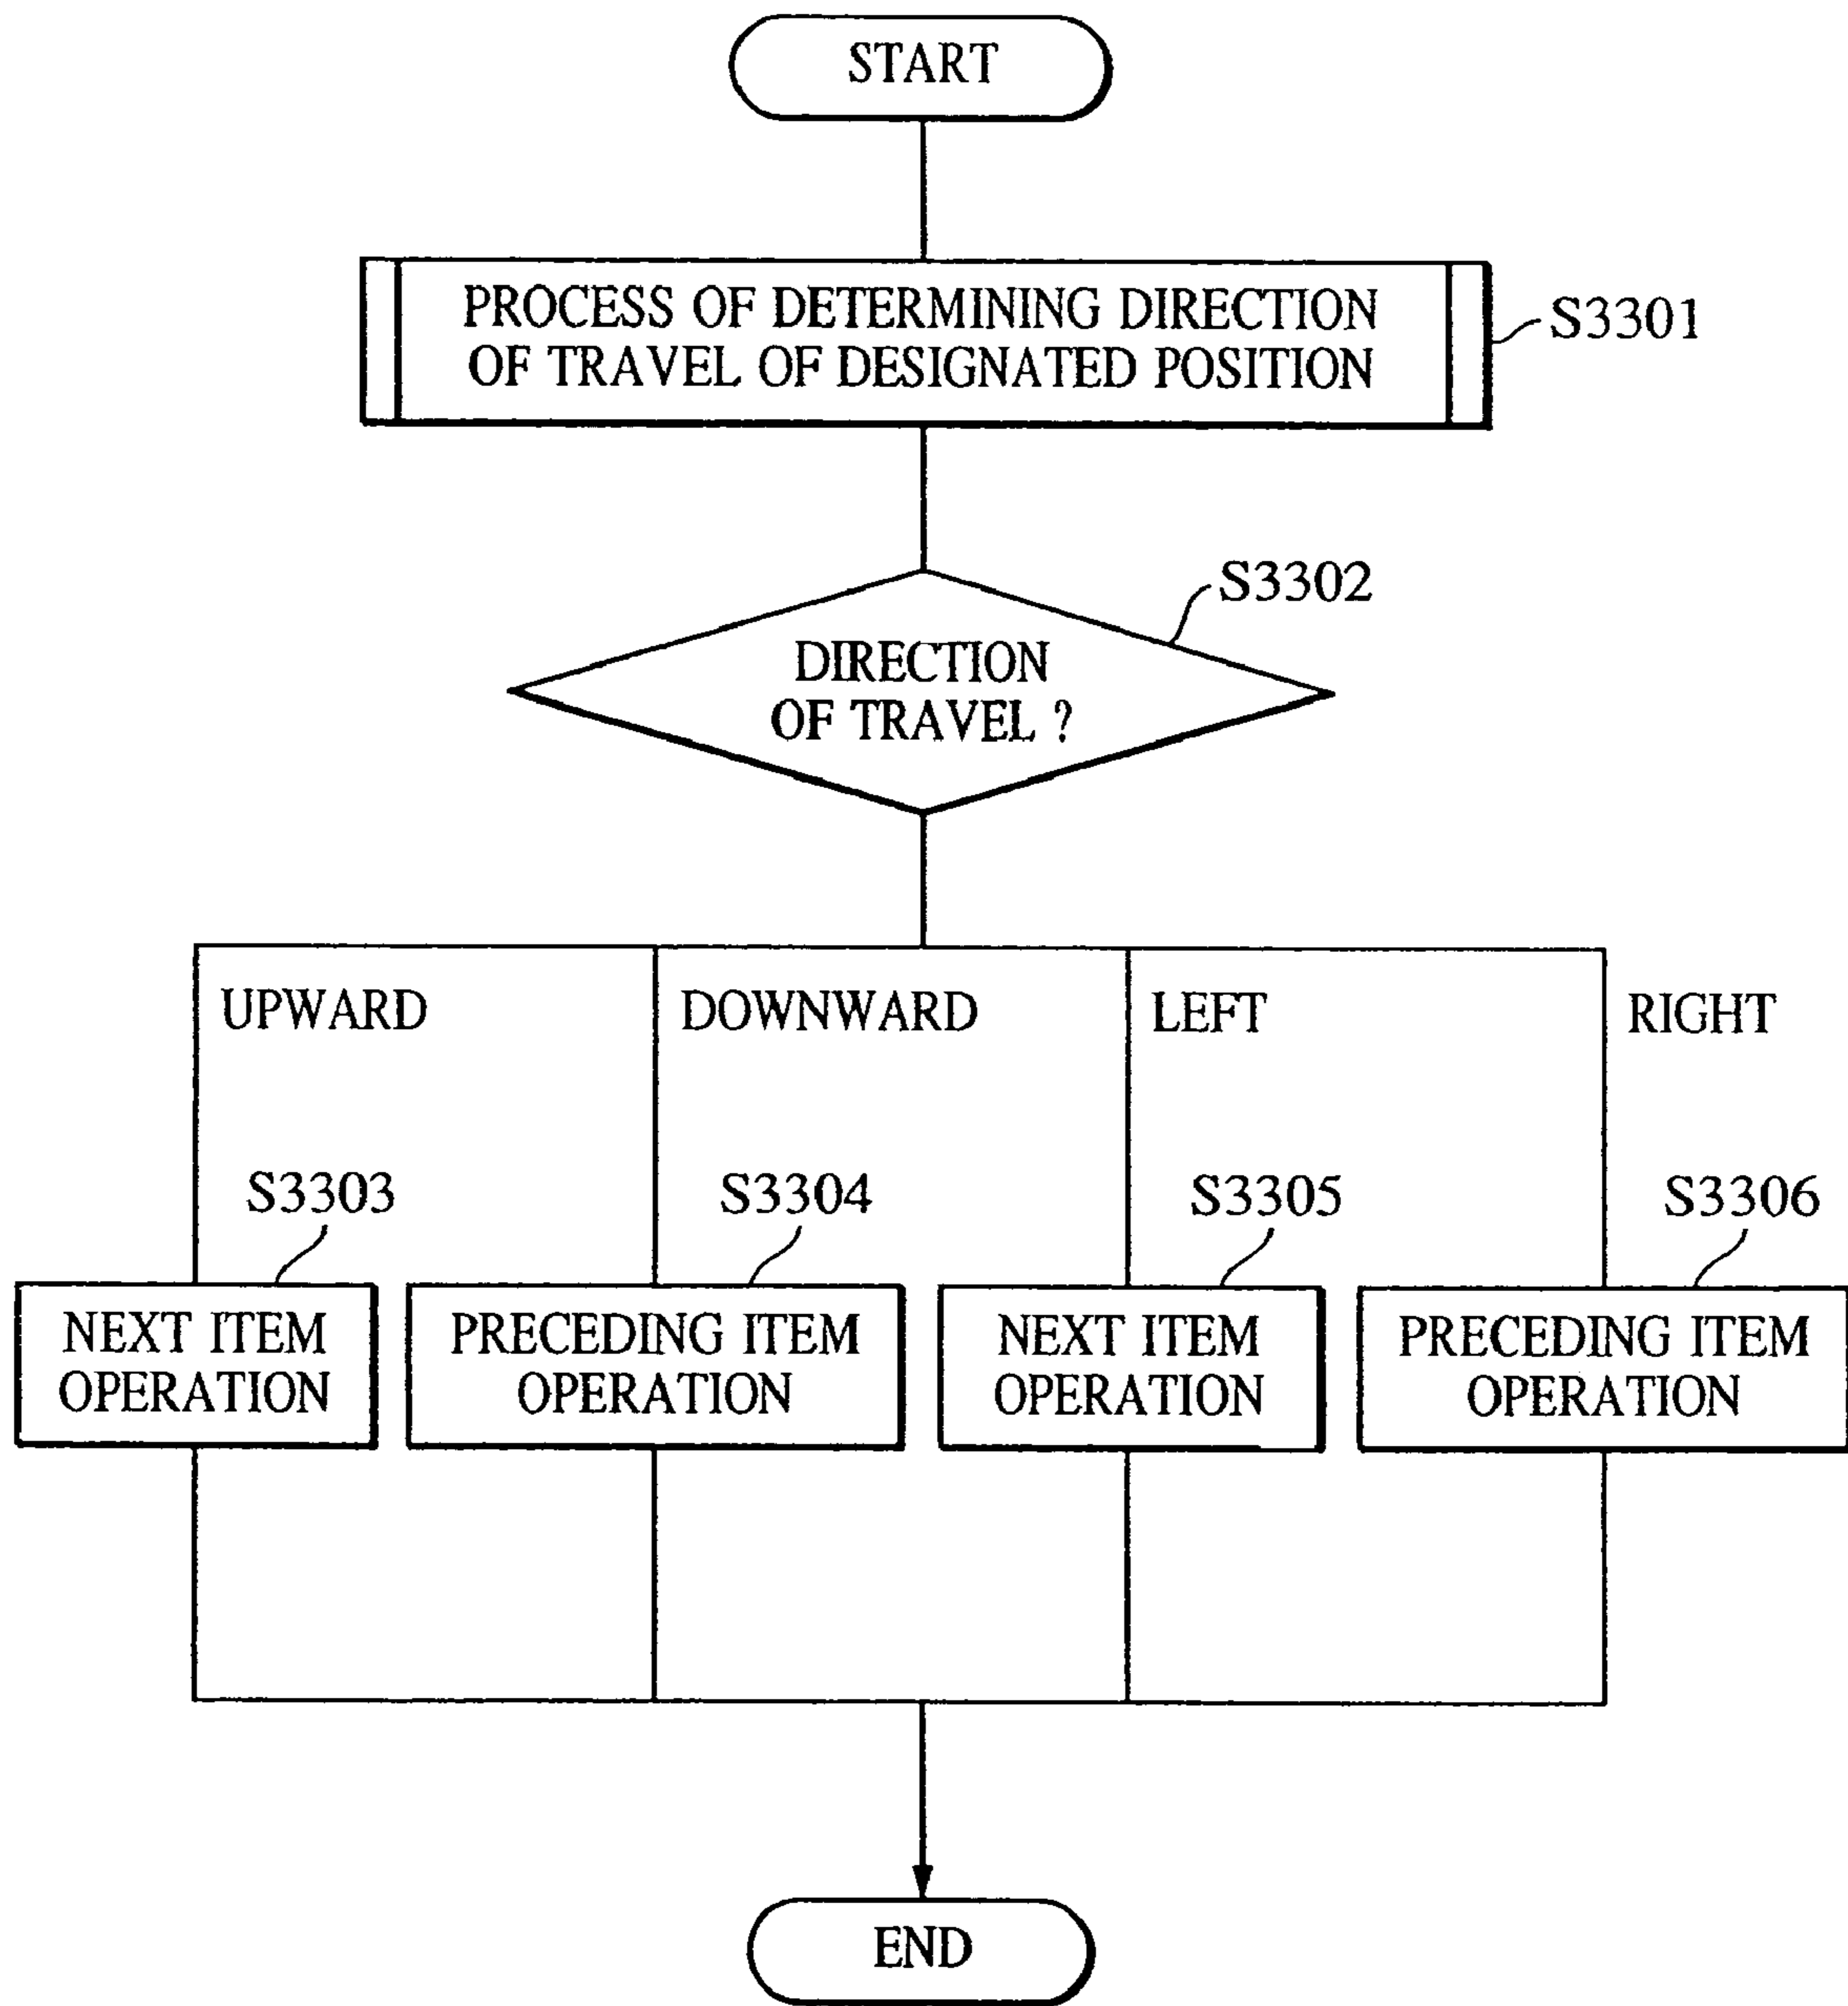 START
PROCESS OF DETERMINING DIRECTION
OF TRAVEL OF DESIGNATED POSITION
S3301
S3302
DIRECTION
OF TRAVEL ?
UPWARD
DOWNWARD
LEFT
RIGHT
S3303
S3304
S3305
S3306
NEXT ITEM
OPERATION
PRECEDING ITEM
OPERATION
NEXT ITEM
OPERATION
PRECEDING ITEM
OPERATION
END